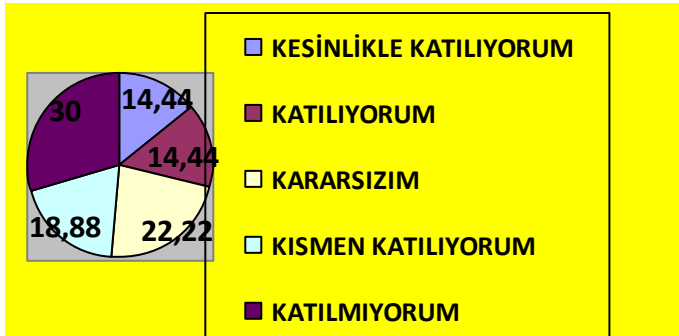 30
14,44
14,44
18,88
22,22
KESİNLİKLE KATILIYORUM
KATILIYORUM
KARARSIZIM
KISMEN KATILIYORUM
KATILMIYORUM